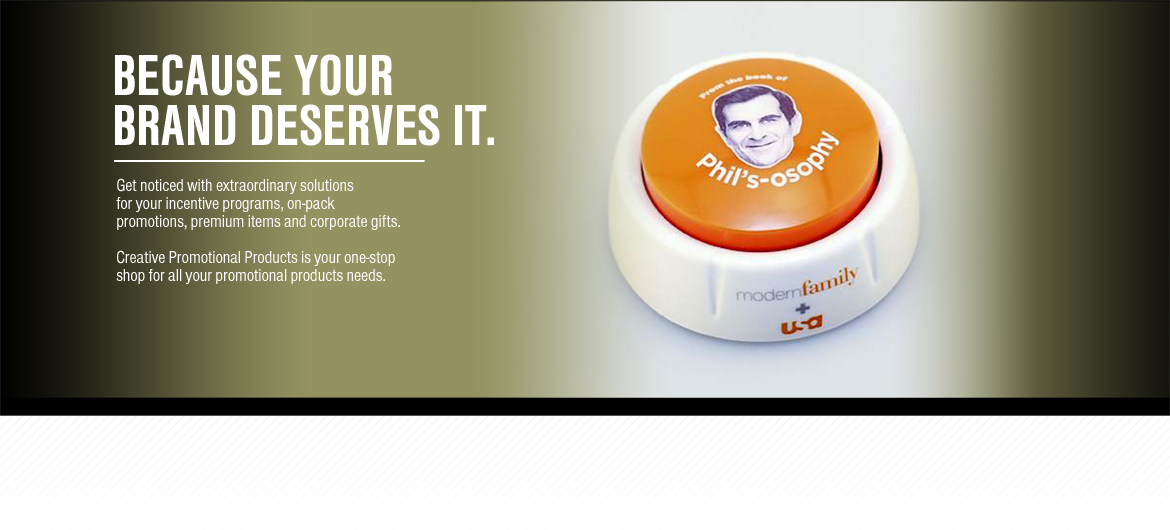 BECAUSE YOUR
BRAND DESERVES IT.
Get noticed with extraordinary solutions
for your incentive programs, on-pack
promotions, premium items and corporate gifts.
Creative Promotional Products is your one-stop
shop for all your promotional products needs.
From the book of
Phil's-osophy
modernfamily
+
usa